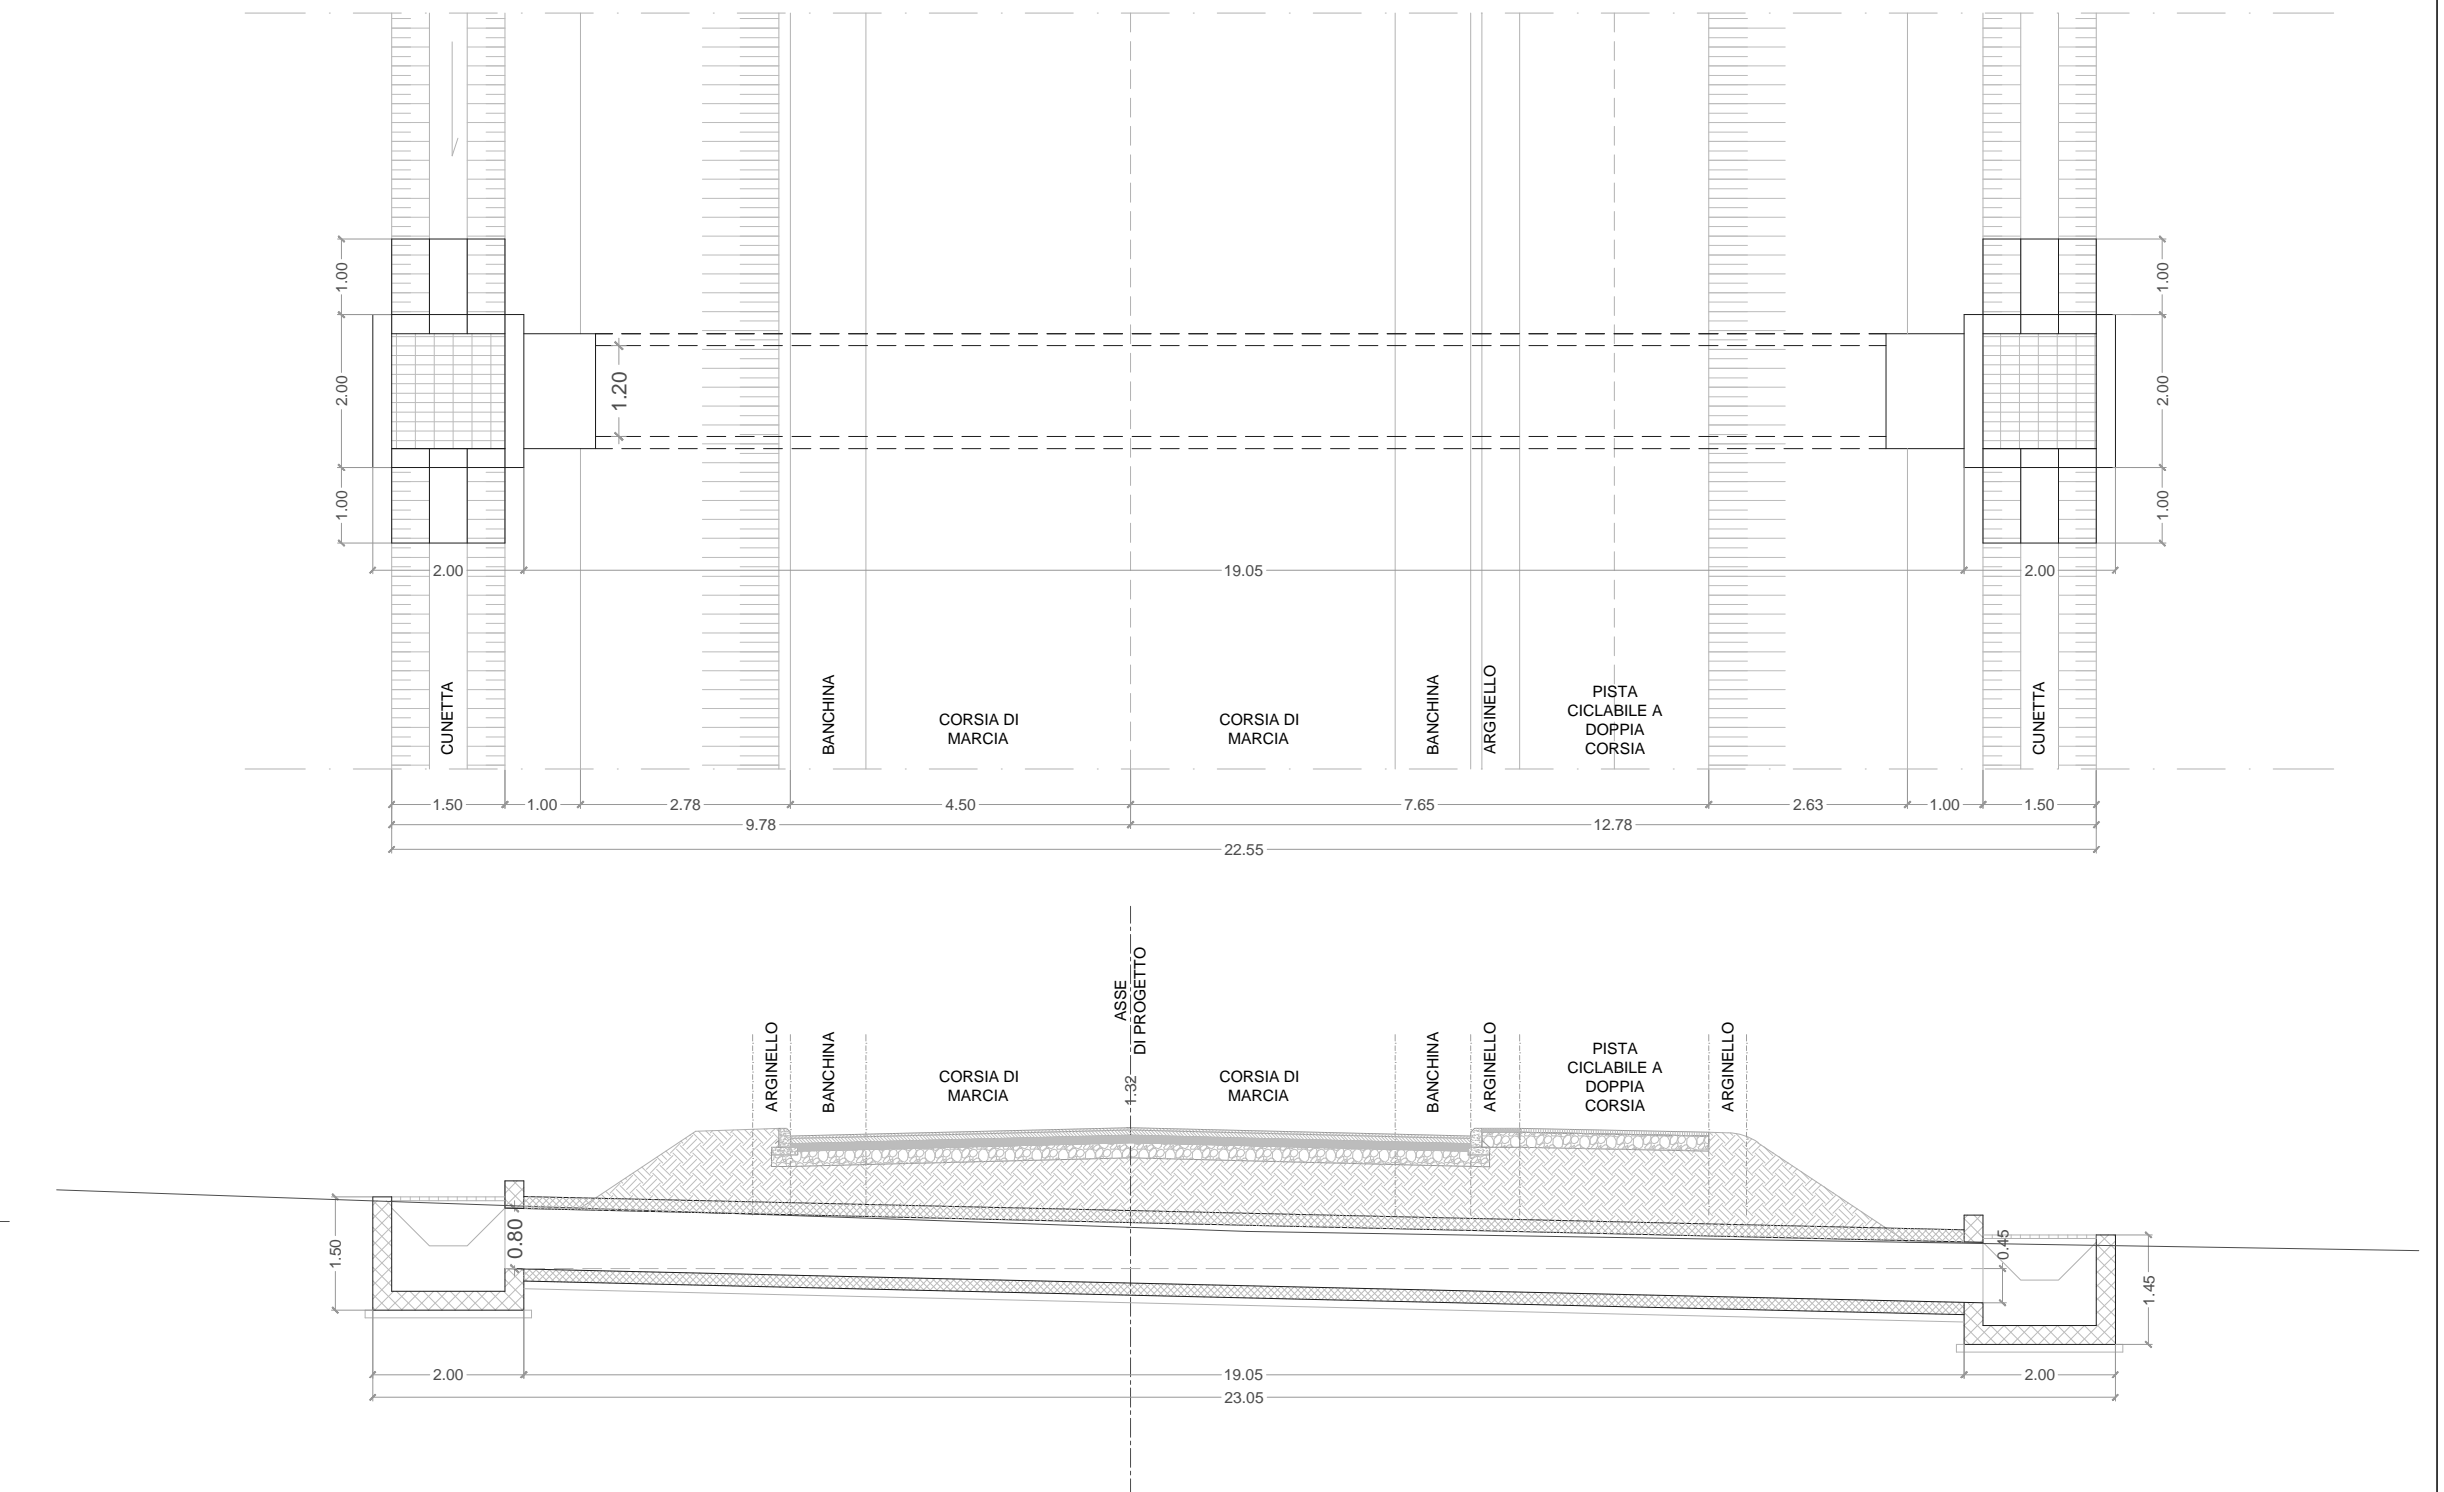 1.00
1.00
2.00
1.20
2.00
1.00
1.00
2.00
19.05
2.00
CUNETTA
BANCHINA
CORSIA DI
MARCIA
CORSIA DI
MARCIA
BANCHINA
ARGINELLO
PISTA
CICLABILE A
DOPPIA
CORSIA
CUNETTA
1.50
1.00
2.78
4.50
7.65
2.63
1.00
1.50
9.78
12.78
22.55
ASSE
DI PROGETTO
ARGINELLO
BANCHINA
CORSIA DI
MARCIA
1.32
CORSIA DI
MARCIA
BANCHINA
ARGINELLO
PISTA
CICLABILE A
DOPPIA
CORSIA
ARGINELLO
1.50
0.80
0.45
1.45
2.00
19.05
2.00
23.05